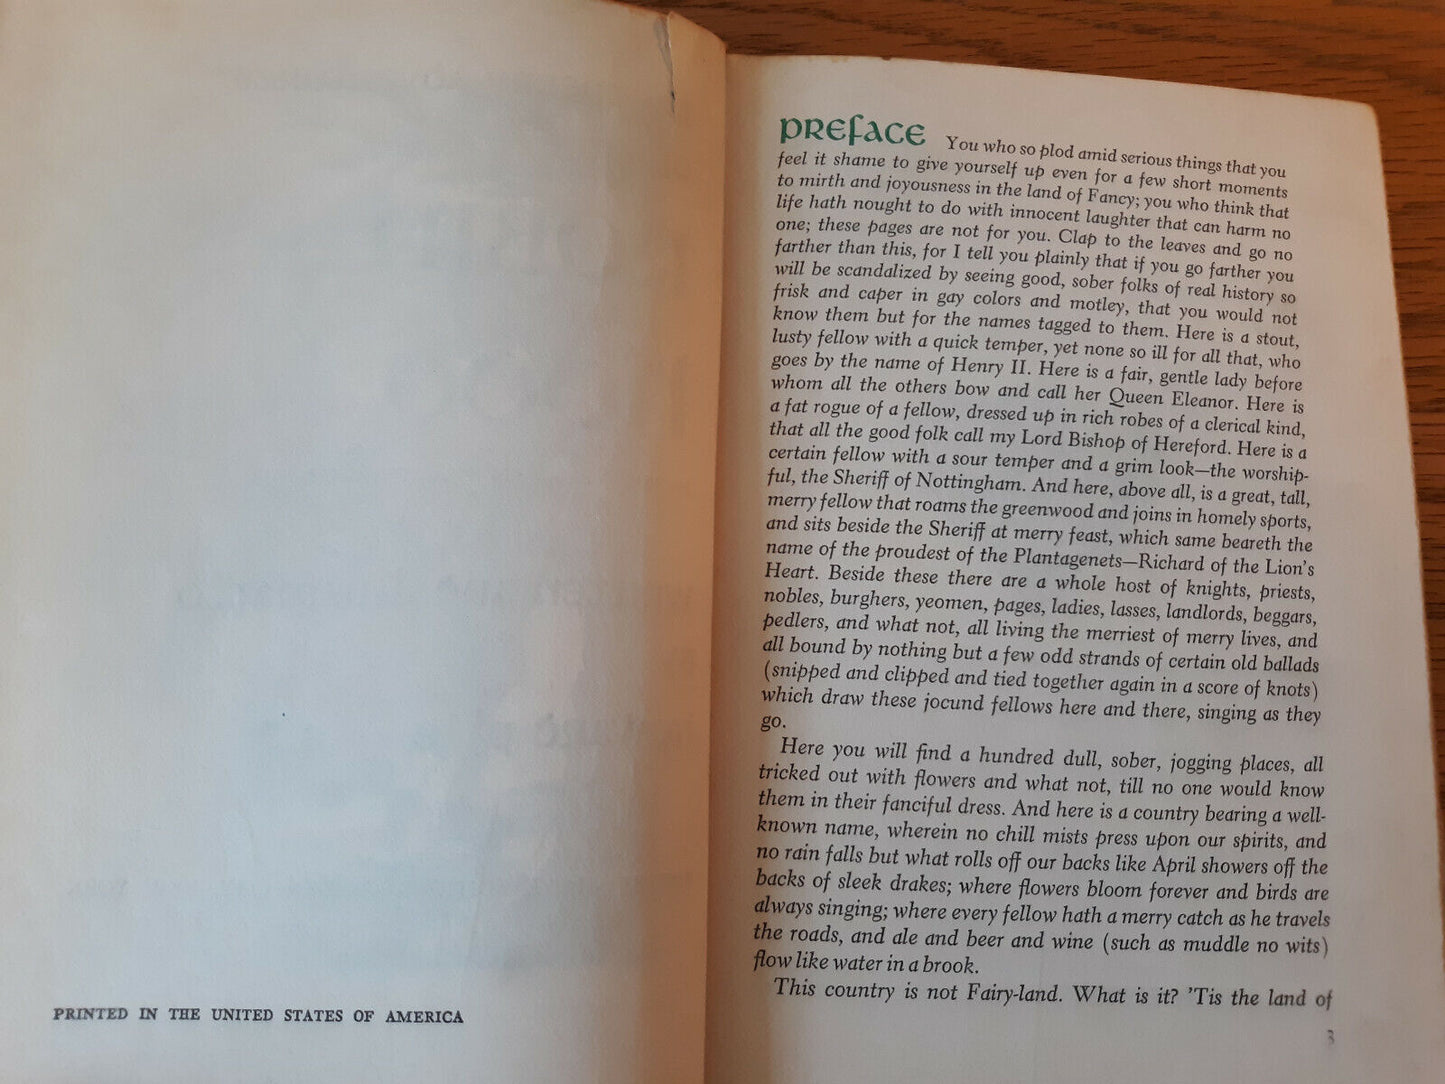 PRINTED IN THE UNITED STATES OF AMERICA
PREFACE You who so plod amid serious things that you
feel it shame to give yourself up even for a few short moments
to mirth and joyousness in the land of Fancy; you who think that
life hath nought to do with innocent laughter that can harm no
one; these pages are not for you. Clap to the leaves and go no
farther than this, for I tell you plainly that if you go farther you
will be scandalized by seeing good, sober folks of real history so
frisk and caper in gay colors and motley, that you would not
know them but for the names tagged to them. Here is a stout,
lusty fellow with a quick temper, yet none so ill for all that, who
goes by the name of Henry II. Here is a fair, gentle lady before
whom all the others bow and call her Queen Eleanor. Here is
a fat rogue of a fellow, dressed up in rich robes of a clerical kind,
that all the good folk call my Lord Bishop of Hereford. Here is a
certain fellow with a sour temper and a grim look—the worship-
ful, the Sheriff of Nottingham. And here, above all, is a great, tall,
merry fellow that roams the greenwood and joins in homely sports,
and sits beside the Sheriff at merry feast, which same beareth the
name of the proudest of the Plantagenets—Richard of the Lion's
Heart. Beside these there are a whole host of knights, priests,
nobles, burghers, yeomen, pages, ladies, lasses, landlords, beggars,
pedlers, and what not, all living the merriest of merry lives, and
all bound by nothing but a few odd strands of certain old ballads
(snipped and clipped and tied together again in a score of knots)
which draw these jocund fellows here and there, singing as they
go.
Here you will find a hundred dull, sober, jogging places, all
tricked out with flowers and what not, till no one would know
them in their fanciful dress. And here is a country bearing a well-
known name, wherein no chill mists press upon our spirits, and
no rain falls but what rolls off our backs like April showers off the
backs of sleek drakes; where flowers bloom forever and birds are
always singing; where every fellow hath a merry catch as he travels
the roads, and ale and beer and wine (such as muddle no wits)
flow like water in a brook.
This country is not Fairy-land. What is it? 'Tis the land of
3